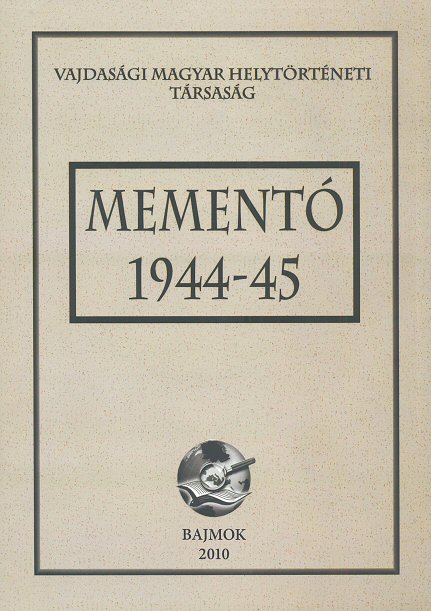 VAJDASÁGI MAGYAR HELYTÖRTÉNETI
TÁRSASÁG
MEMENTÓ
1944-45
BAJMOK
2010